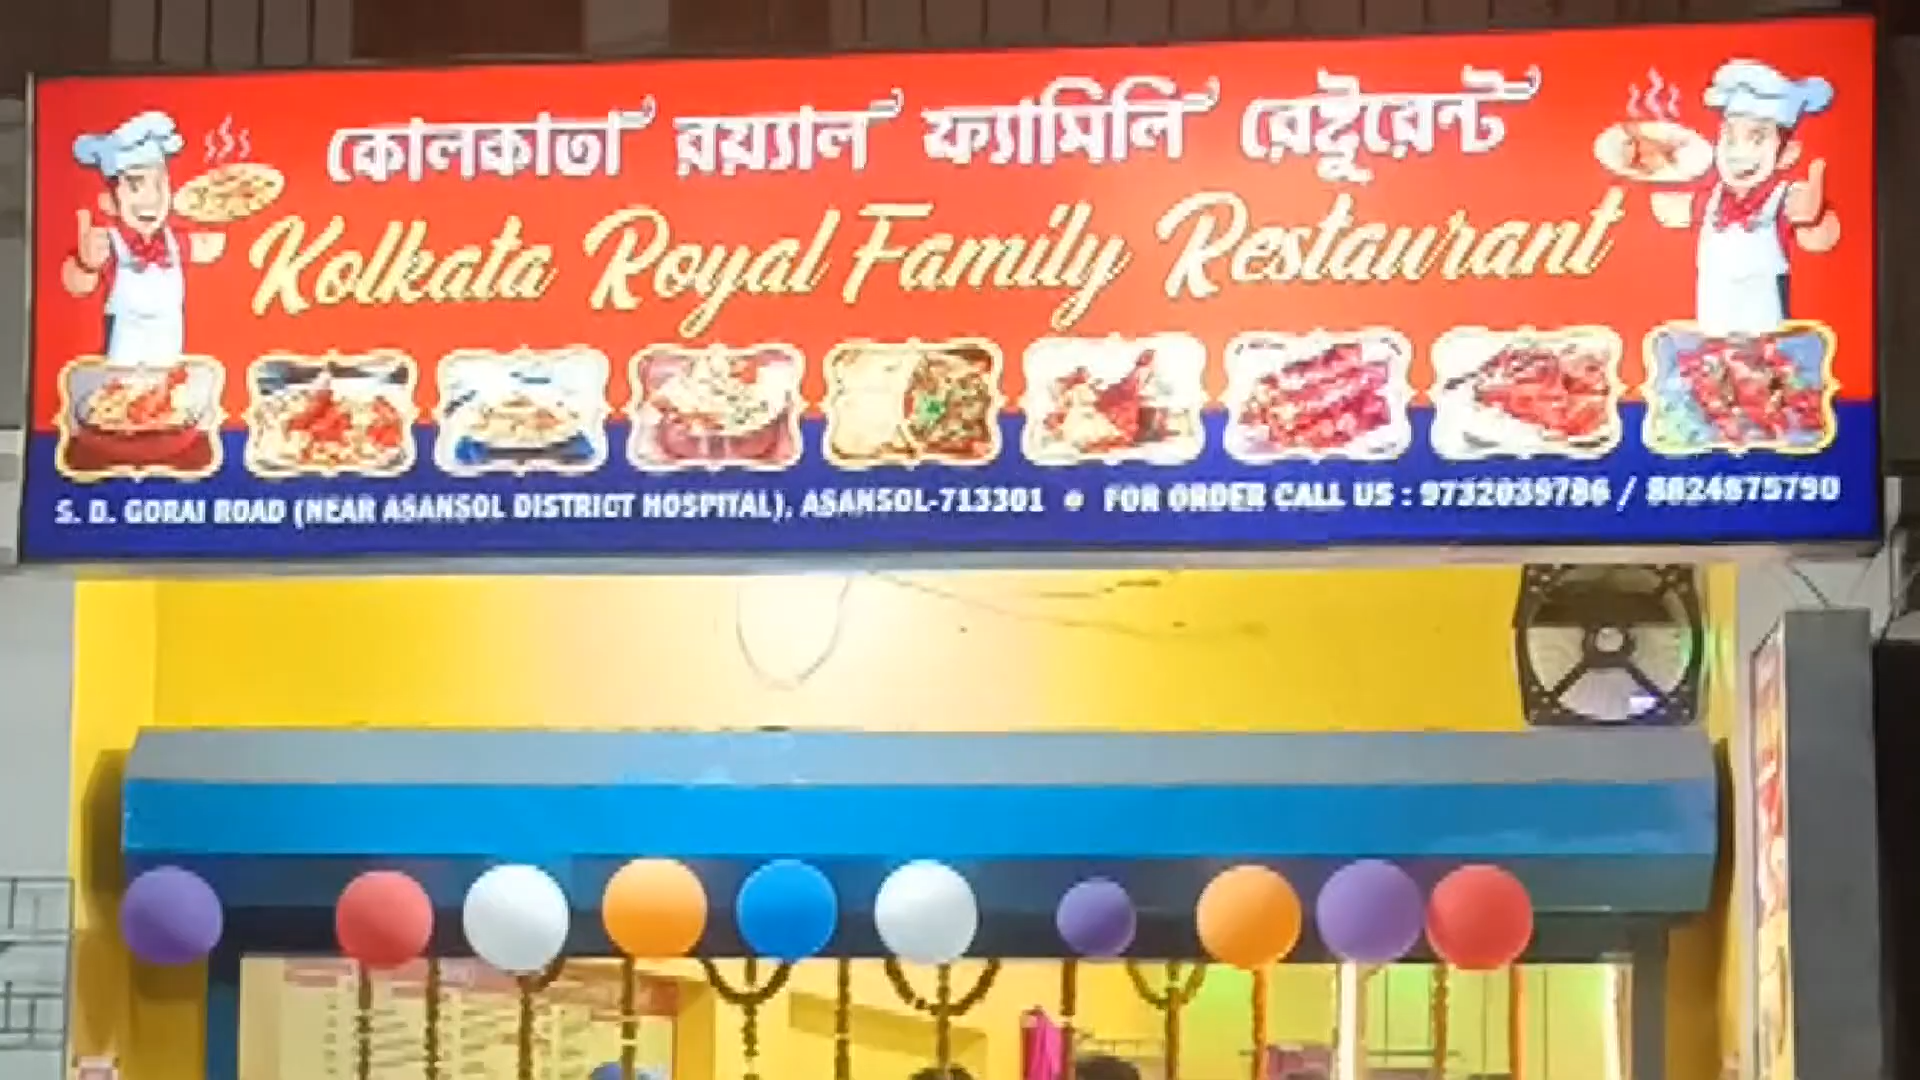 কোলকাতা রয়্যাল ফ্যামিলি রেষ্টুরেন্ট
Kolkata Royal Family Restaurant
S. D. GORAI ROAD (NEAR ASANSOL DISTRICT HOSPITAL), ASANSOL-713301 • FOR ORDER CALL US : 9732039786 / 8824875790